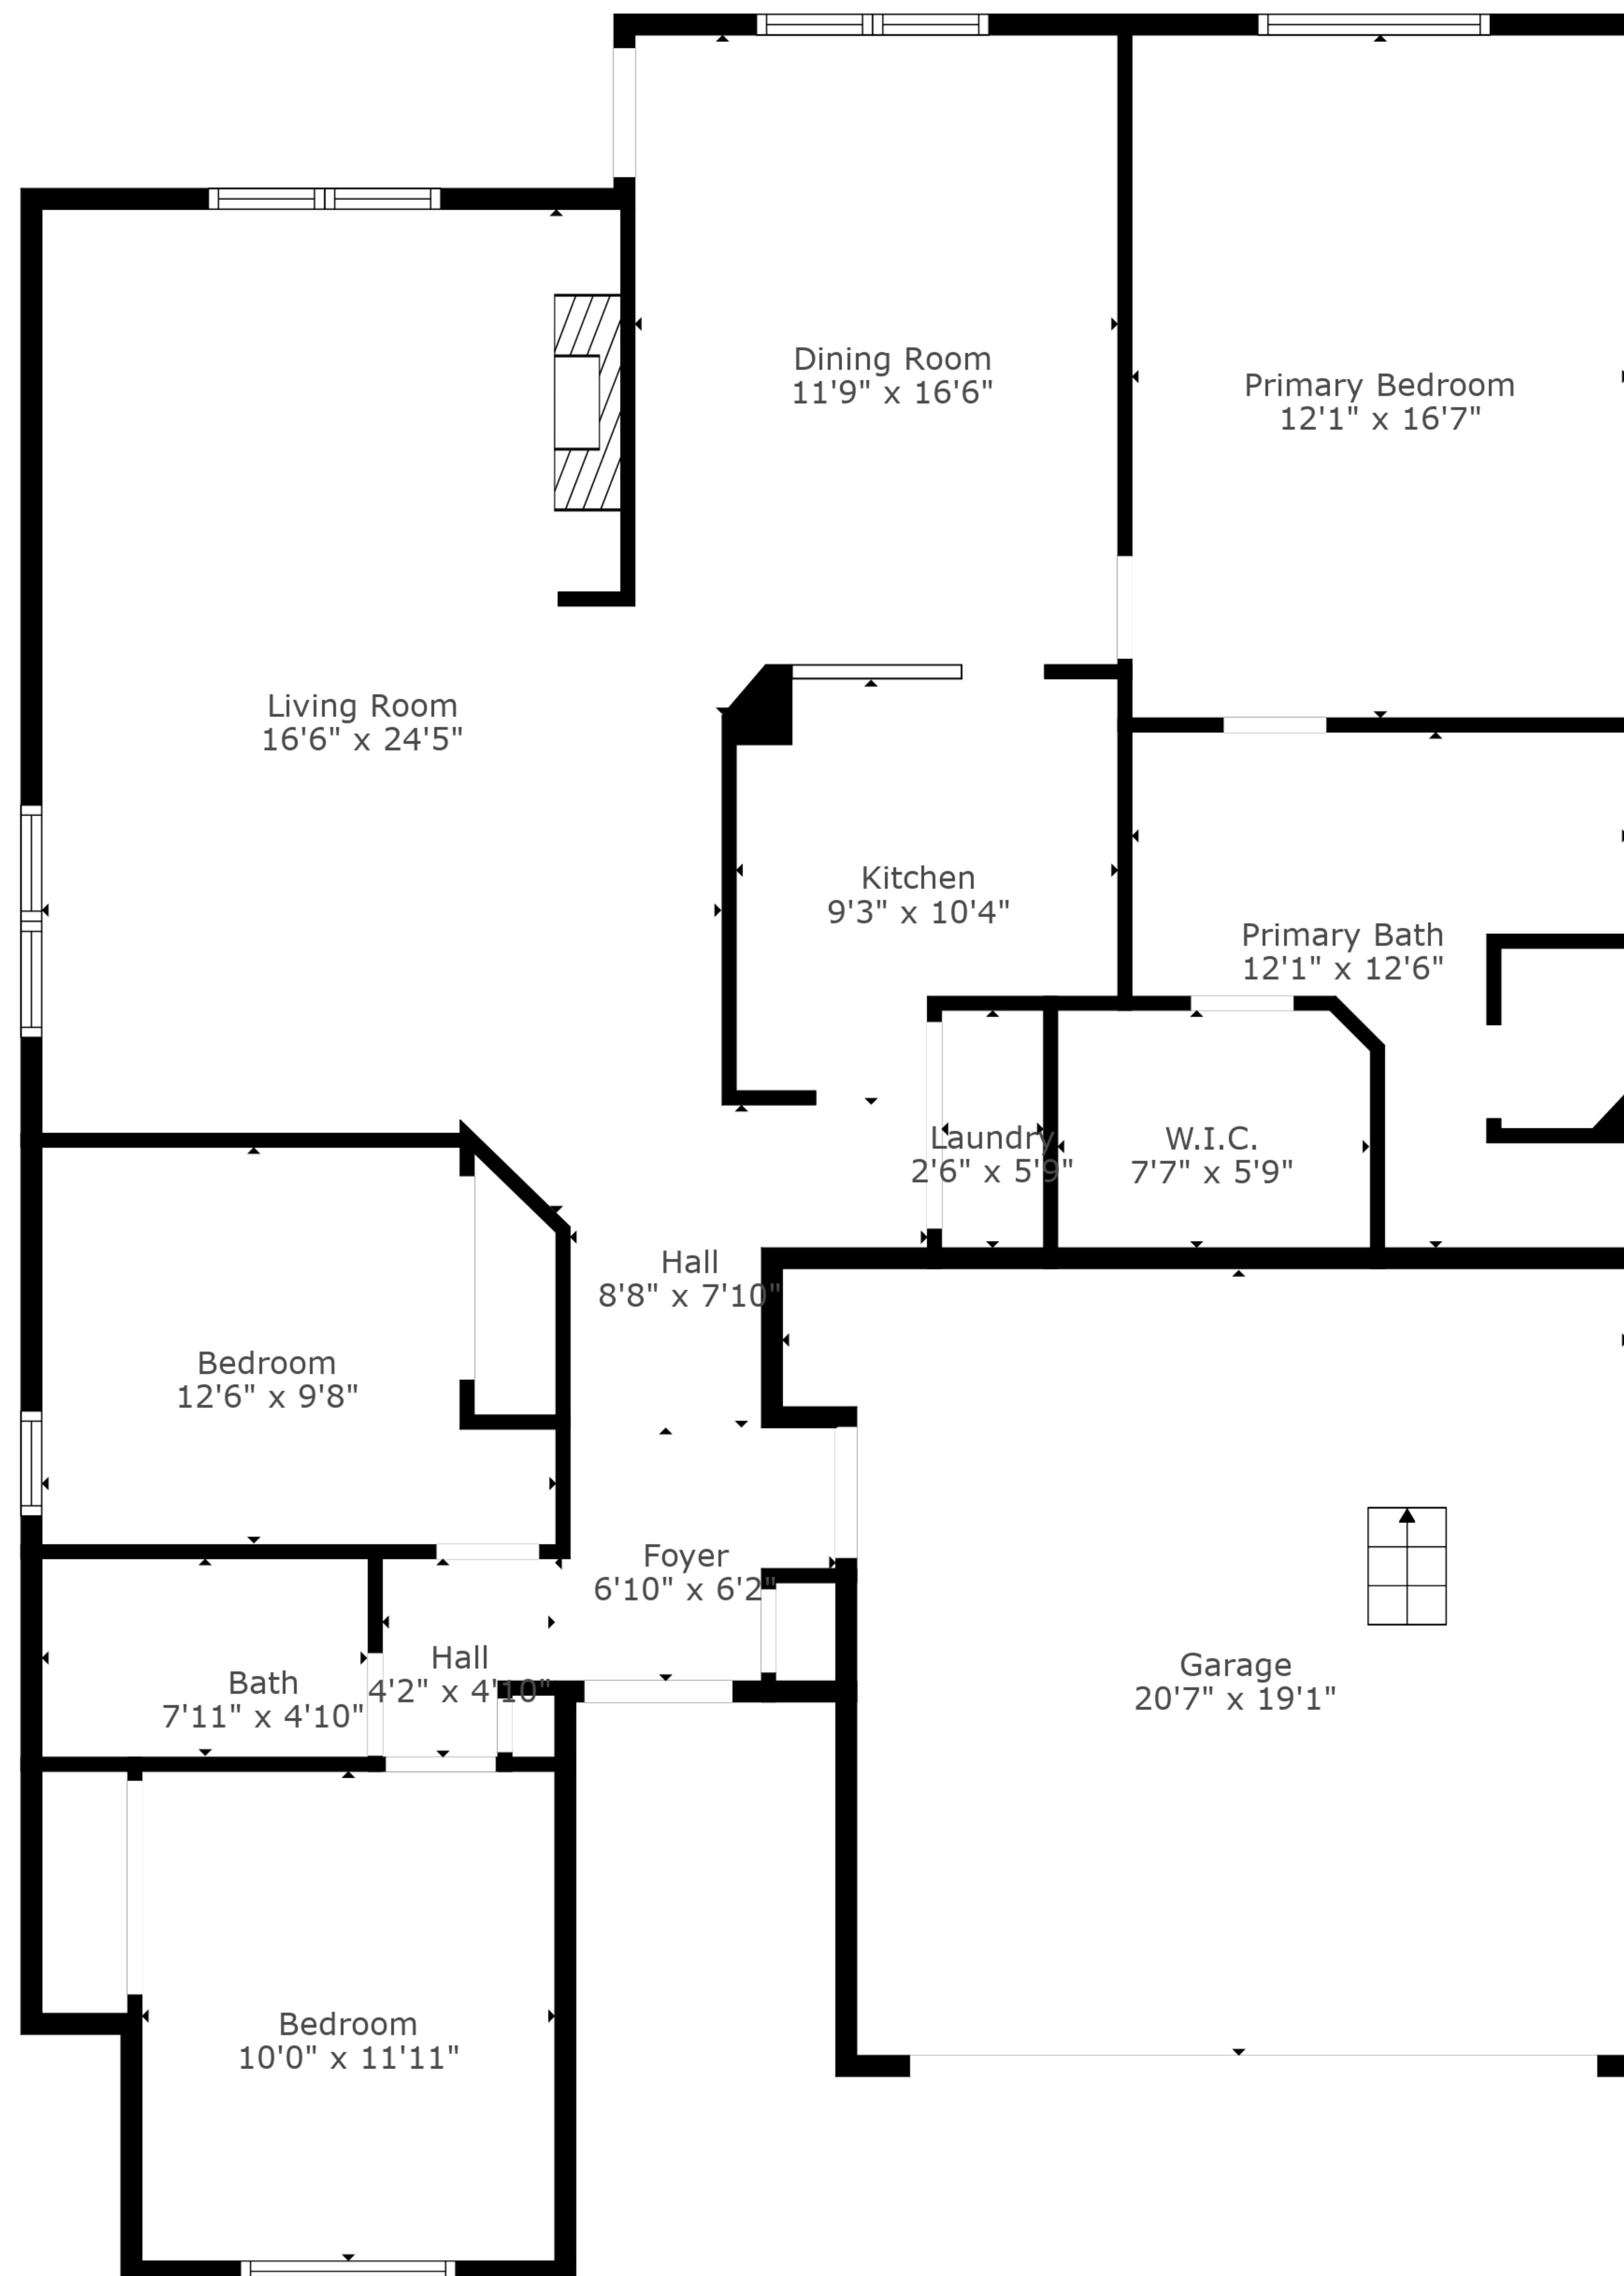 Dining Room
11'9" x 16'6"
Primary Bedroom
12'1" x 16'7"
Living Room
16'6" x 24'5"
Kitchen
9'3" x 10'4"
Primary Bath
12'1" x 12'6"
Laundry
2'6" x 5'9"
W.I.C.
7'7" x 5'9"
Hall
8'8" x 7'10"
Bedroom
12'6" x 9'8"
Foyer
6'10" x 6'2"
Hall
4'2" x 4'10"
Bath
7'11" x 4'10"
Garage
20'7" x 19'1"
Bedroom
10'0" x 11'11"